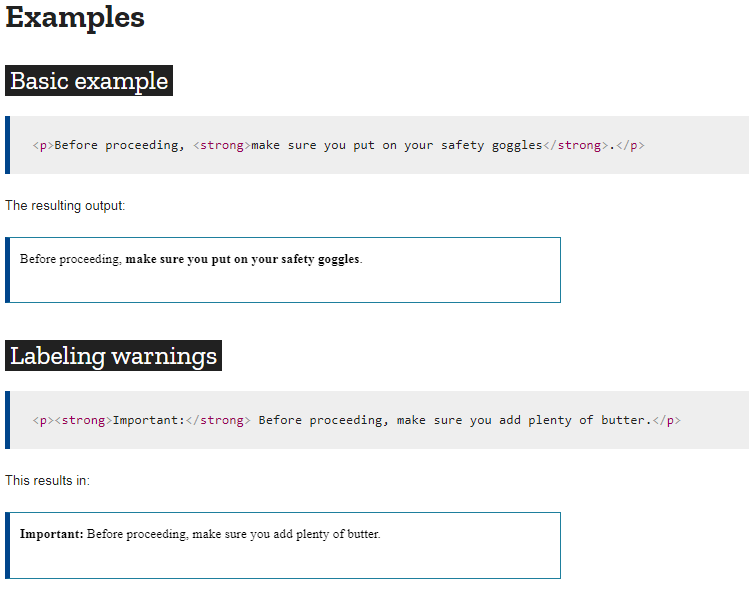 Examples
Basic example
<p>Before proceeding, <strong>make sure you put on your safety goggles</strong>.</p>
The resulting output:
Before proceeding, make sure you put on your safety goggles.
Labeling warnings
<p><strong>Important:</strong> Before proceeding, make sure you add plenty of butter.</p>
This results in:
Important: Before proceeding, make sure you add plenty of butter.